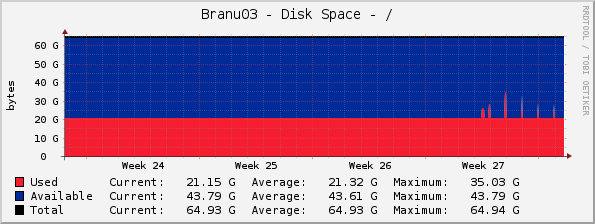 Branu03 - Disk Space - /
RRDTOOL / TOBI OETIKER
bytes
60 G
50 G
40 G
30 G
20 G
10 G
0
Week 24 Week 25 Week 26 Week 27
Used Current: 21.15 G Average: 21.32 G Maximum: 35.03 G
Available Current: 43.79 G Average: 43.61 G Maximum: 43.79 G
Total Current: 64.93 G Average: 64.93 G Maximum: 64.94 G